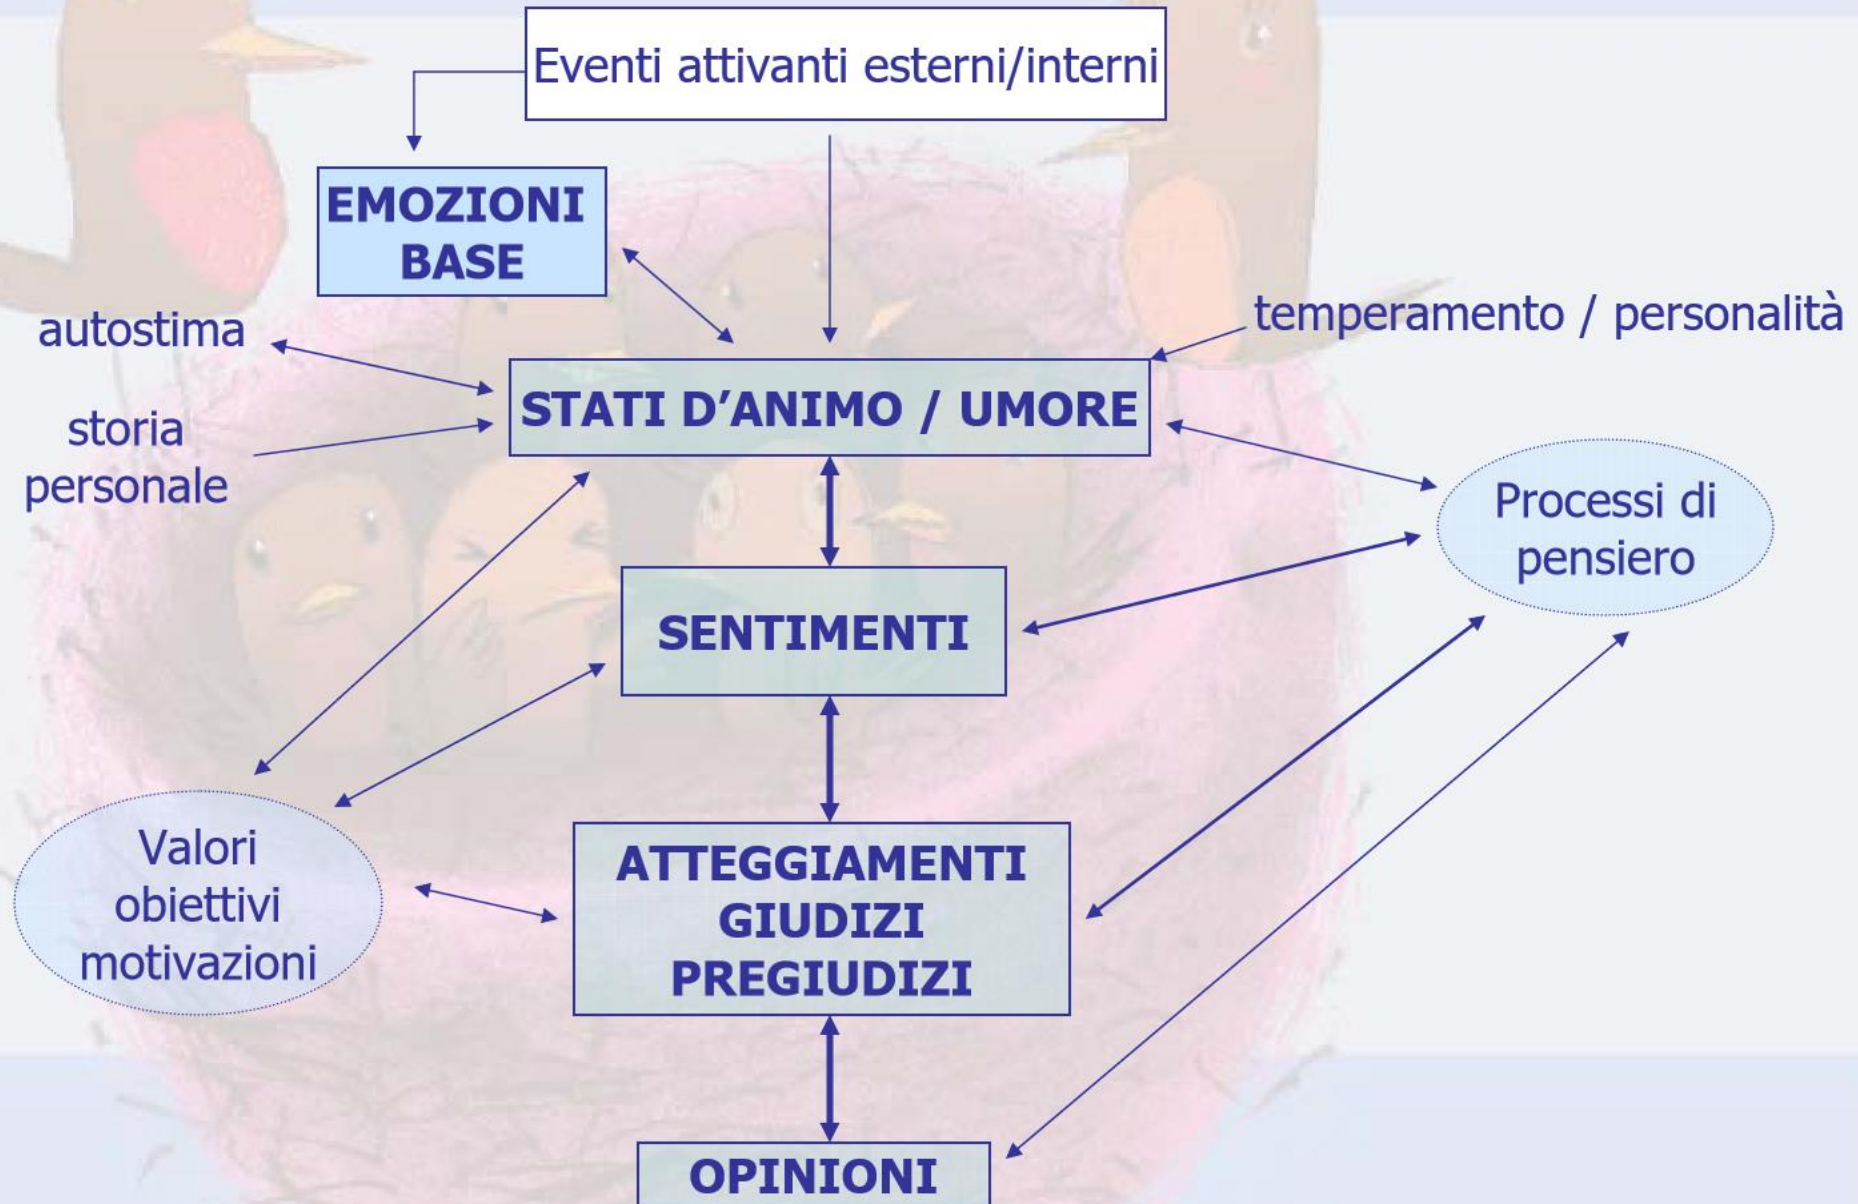 Eventi attivanti esterni/interni
EMOZIONI
BASE
autostima
temperamento / personalità
STATI D’ANIMO / UMORE
storia
personale
Processi di
pensiero
SENTIMENTI
Valori
obiettivi
motivazioni
ATTEGGIAMENTI
GIUDIZI
PREGIUDIZI
OPINIONI